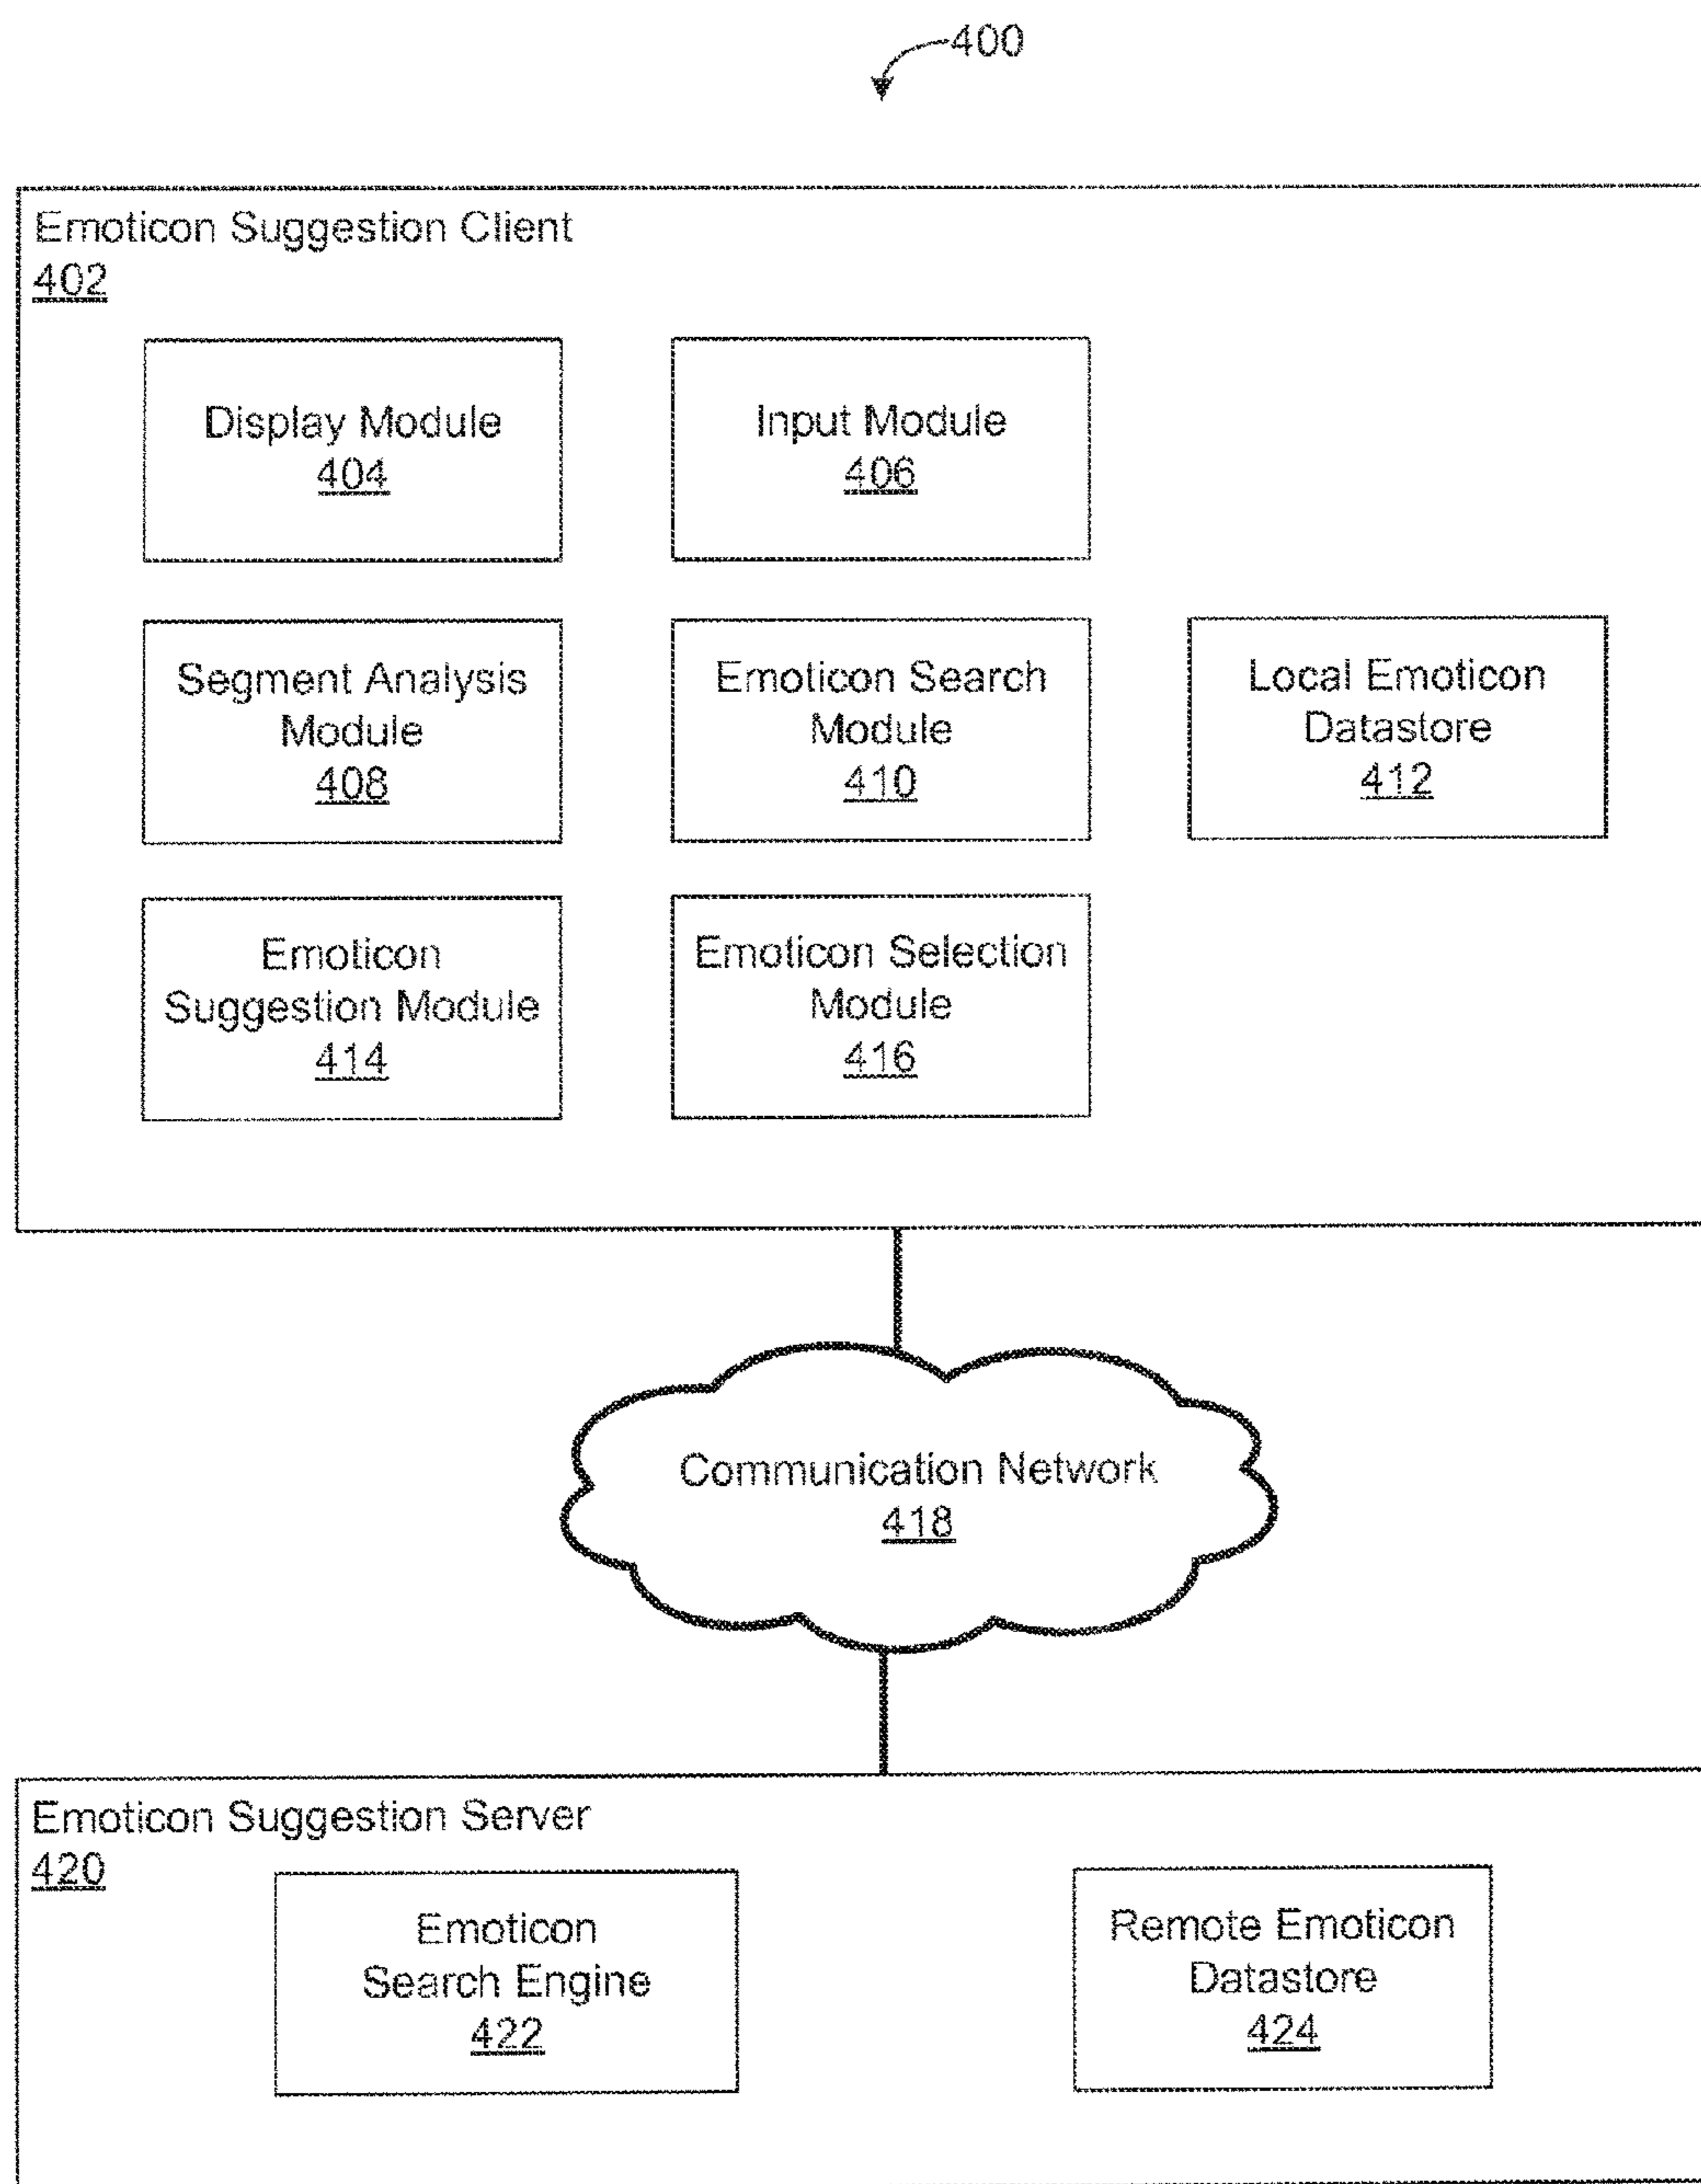 400
Emoticon Suggestion Client
402
Display Module
404
Input Module
406
Segment Analysis
Module
408
Emoticon Search
Module
410
Local Emoticon
Datastore
412
Emoticon
Suggestion Module
414
Emoticon Selection
Module
416
Communication Network
418
Emoticon Suggestion Server
420
Emoticon
Search Engine
422
Remote Emoticon
Datastore
424